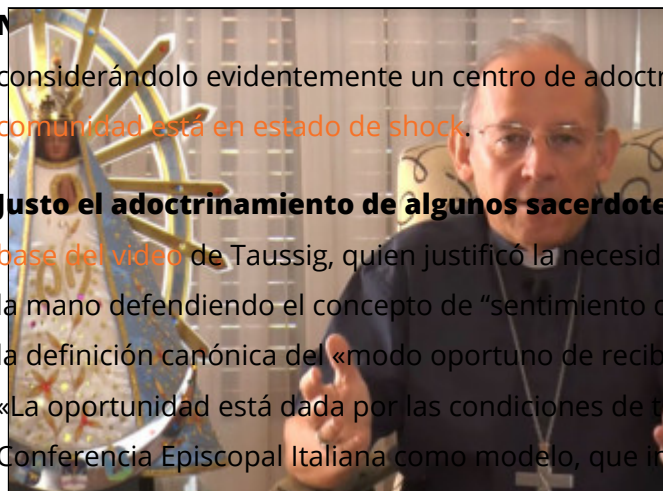 considerándolo evidentemente un centro de adoctr
comunidad está en estado de shock.
Justo el adoctrinamiento de algunos sacerdote
base del video de Taussig, quien justificó la necesid
la mano defendiendo el concepto de “sentimiento
la definición canónica del «modo oportuno de recib
«La oportunidad está dada por las condiciones de
Conferencia Episcopal Italiana como modelo, que